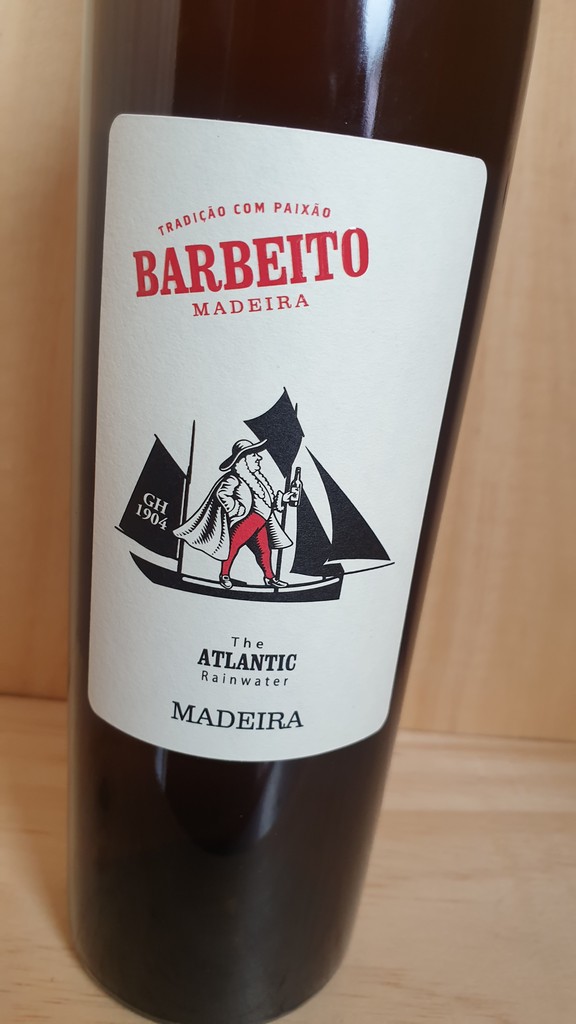 TRADIÇÃO COM PAIXÃO
BARBEITO
MADEIRA
GH
1904
The
ATLANTIC
Rainwater
MADEIRA